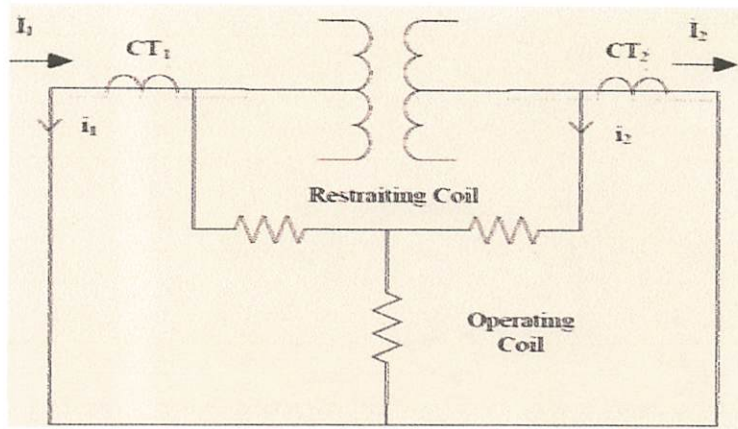 I₁
CT₁
I₂
CT₂
i₁
i₂
Restraiting Coil
Operating
Coil